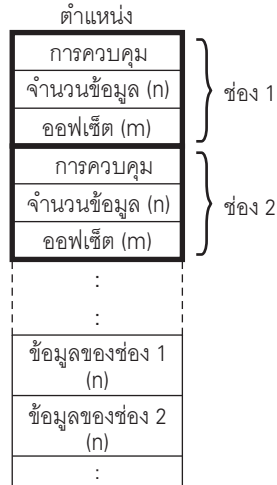 ตำแหน่ง
การควบคุม
จำนวนข้อมูล (n)
ออฟเซ็ต (m)
ช่อง 1
การควบคุม
จำนวนข้อมูล (n)
ออฟเซ็ต (m)
ช่อง 2
:
:
ข้อมูลของช่อง 1
(n)
ข้อมูลของช่อง 2
(n)
: